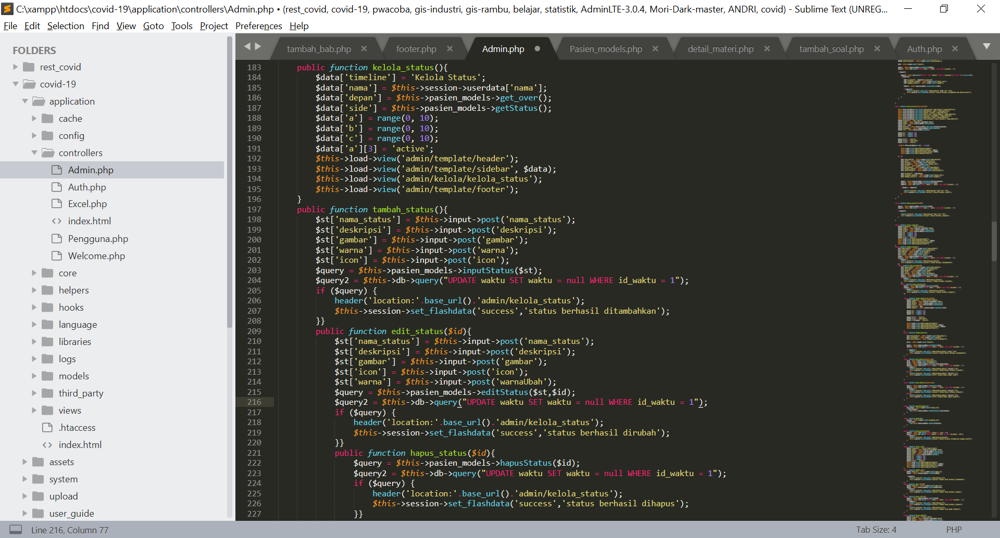 C:\xampp\htdocs\covid-19\application\controllers\Admin.php • (rest_covid, covid-19, pwacoba, gis-industri, gis-rambu, belajar, statistik, AdminLTE-3.0.4, Mori-Dark-master, ANDRI, covid) - Sublime Text (UNREG...
File Edit Selection Find View Goto Tools Project Preferences Help
FOLDERS
rest_covid
covid-19
application
cache
config
controllers
Admin.php
Auth.php
Excel.php
index.html
Pengguna.php
Welcome.php
core
helpers
hooks
language
libraries
logs
models
third_party
views
.htaccess
index.html
assets
system
upload
user_guide
tambah_bab.php footer.php Admin.php Pasien_models.php detail_materi.php tambah_soal.php Auth.php
183 public function kelola_status(){
184 $data['timeline'] = 'Kelola Status';
185 $data['nama'] = $this->session->userdata['nama'];
186 $data['depan'] = $this->pasien_models->get_over();
187 $data['side'] = $this->pasien_models->getStatus();
188 $data['a'] = range(0, 10);
189 $data['b'] = range(0, 10);
190 $data['c'] = range(0, 10);
191 $data['a'][3] = 'active';
192 $this->load->view('admin/template/header');
193 $this->load->view('admin/template/sidebar', $data);
194 $this->load->view('admin/kelola/kelola_status');
195 $this->load->view('admin/template/footer');
196 }
197 public function tambah_status(){
198 $st['nama_status'] = $this->input->post('nama_status');
199 $st['deskripsi'] = $this->input->post('deskripsi');
200 $st['gambar'] = $this->input->post('gambar');
201 $st['warna'] = $this->input->post('warna');
202 $st['icon'] = $this->input->post('icon');
203 $query = $this->pasien_models->inputStatus($st);
204 $query2 = $this->db->query("UPDATE waktu SET waktu = null WHERE id_waktu = 1");
205 if ($query) {
206 header('location:'.base_url().'admin/kelola_status');
207 $this->session->set_flashdata('success','status berhasil ditambahkan');
208 }}
209 public function edit_status($id){
210 $st['nama_status'] = $this->input->post('nama_status');
211 $st['deskripsi'] = $this->input->post('deskripsi');
212 $st['gambar'] = $this->input->post('gambar');
213 $st['icon'] = $this->input->post('icon');
214 $st['warna'] = $this->input->post('warnaUbah');
215 $query = $this->pasien_models->editStatus($st,$id);
216 $query2 = $this->db->query("UPDATE waktu SET waktu = null WHERE id_waktu = 1");
217 if ($query) {
218 header('location:'.base_url().'admin/kelola_status');
219 $this->session->set_flashdata('success','status berhasil dirubah');
220 }}
221 public function hapus_status($id){
222 $query = $this->pasien_models->hapusStatus($id);
223 $query2 = $this->db->query("UPDATE waktu SET waktu = null WHERE id_waktu = 1");
224 if ($query) {
225 header('location:'.base_url().'admin/kelola_status');
226 $this->session->set_flashdata('success','status berhasil dihapus');
227 }}
Line 216, Column 77 Tab Size: 4 PHP